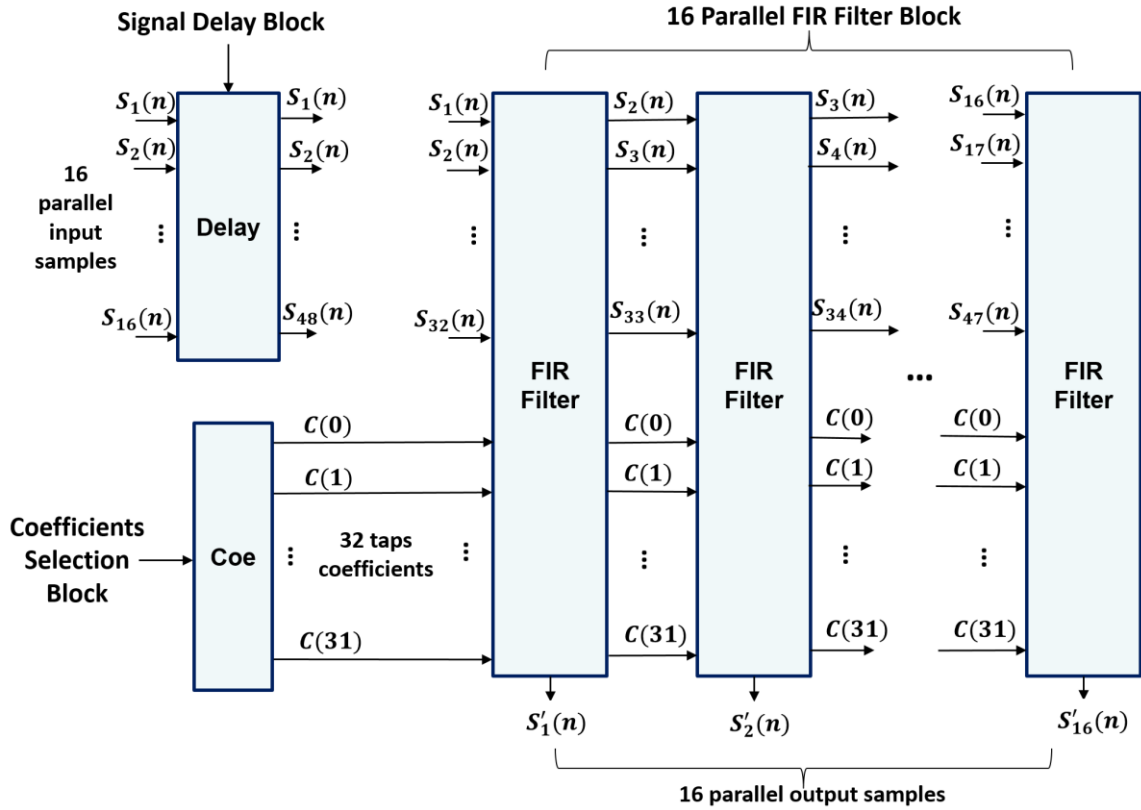 Signal Delay Block
16 Parallel FIR Filter Block
S₁(n)
S₂(n)
16
parallel
input
samples
⋮
S₁₆(n)
Delay
S₁(n)
S₂(n)
⋮
S₄₈(n)
S₁(n)
S₂(n)
⋮
S₃₂(n)
FIR
Filter
S₂(n)
S₃(n)
⋮
S₃₃(n)
FIR
Filter
S₃(n)
S₄(n)
⋮
S₃₄(n)
...
S₁₆(n)
S₁₇(n)
⋮
S₄₇(n)
FIR
Filter
Coefficients
Selection
Block
Coe
C(0)
C(1)
⋮
32 taps
coefficients
⋮
C(31)
C(0)
C(1)
⋮
C(31)
C(0)
C(1)
⋮
C(31)
C(0)
C(1)
⋮
C(31)
S′₁(n)
S′₂(n)
S′₁₆(n)
16 parallel output samples